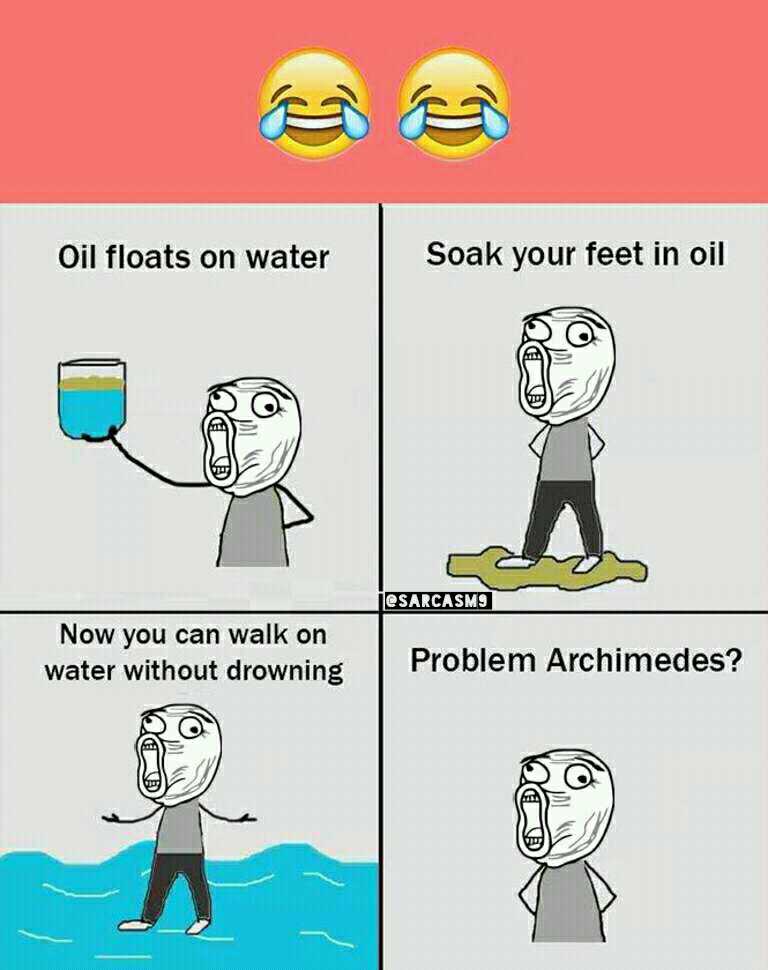 Oil floats on water
Soak your feet in oil
@SARCASM9
Now you can walk on
water without drowning
Problem Archimedes?